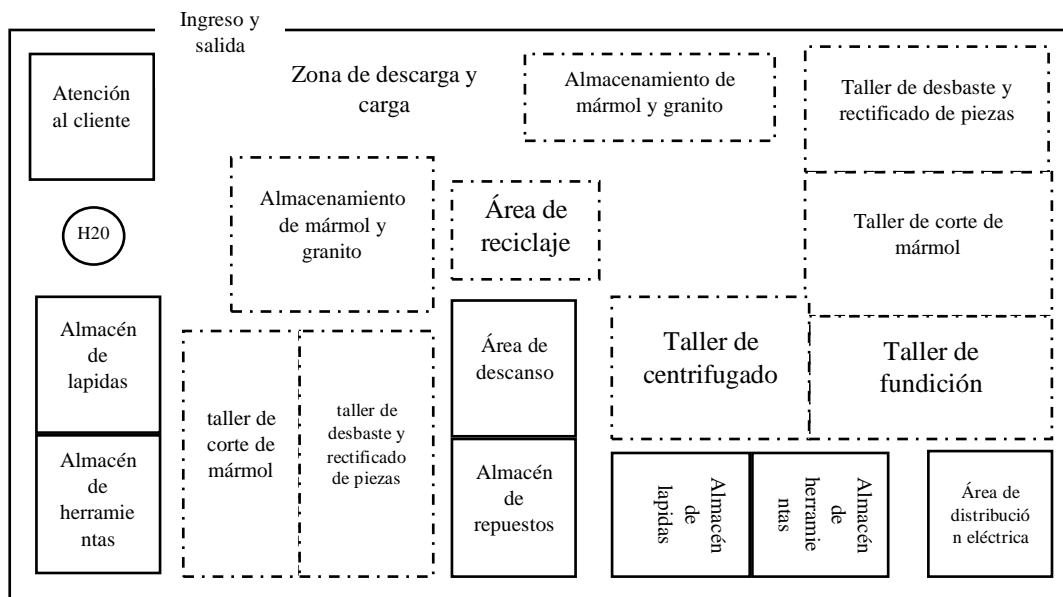 Ingreso y
salida
Atención
al cliente
Zona de descarga y
carga
Almacenamiento de
mármol y granito
Taller de desbaste y
rectificado de piezas
Almacenamiento
de mármol y
granito
Área de
reciclaje
Taller de corte de
mármol
H20
Almacén
de
lapidas
Área de
descanso
Taller de
centrifugado
Taller de
fundición
taller de
corte de
mármol
taller de
desbaste y
rectificado
de piezas
Almacén
de
herramie
ntas
Almacén
de
repuestos
Almacén
de
lapidas
Almacén
de
herramie
ntas
Área de
distribució
n eléctrica